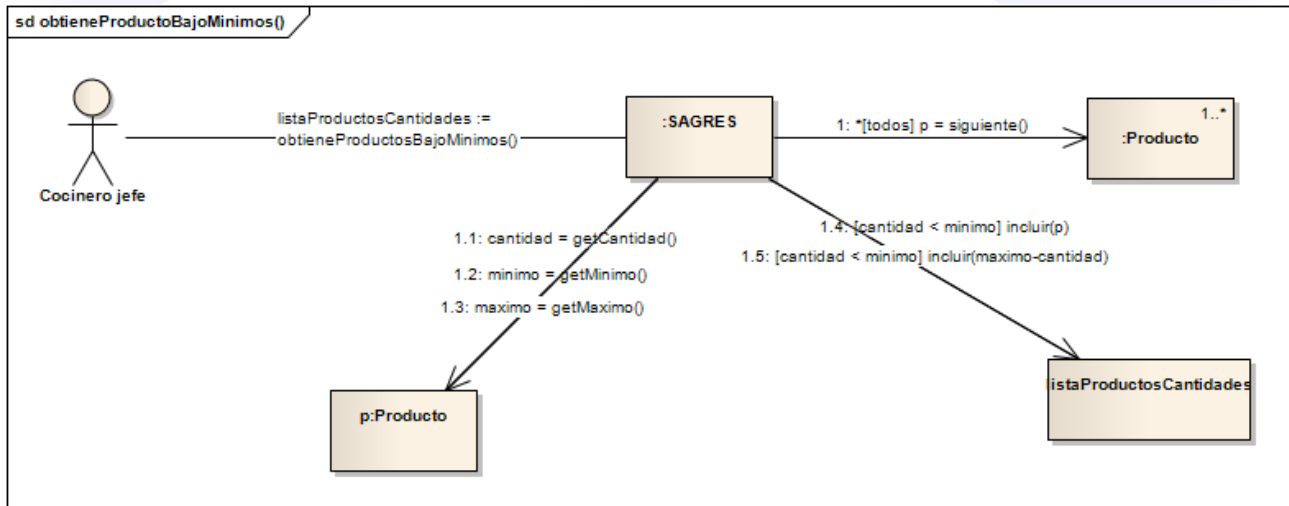 sd obtieneProductoBajoMinimos()
listaProductosCantidades :=
obtieneProductosBajoMinimos()
Cocinero jefe
:SAGRES
1: *[todos] p = siguiente()
1..*
:Producto
1.1: cantidad = getCantidad()
1.2: minimo = getMinimo()
1.3: maximo = getMaximo()
1.4: [cantidad < minimo] incluir(p)
1.5: [cantidad < minimo] incluir(maximo-cantidad)
p:Producto
listaProductosCantidades